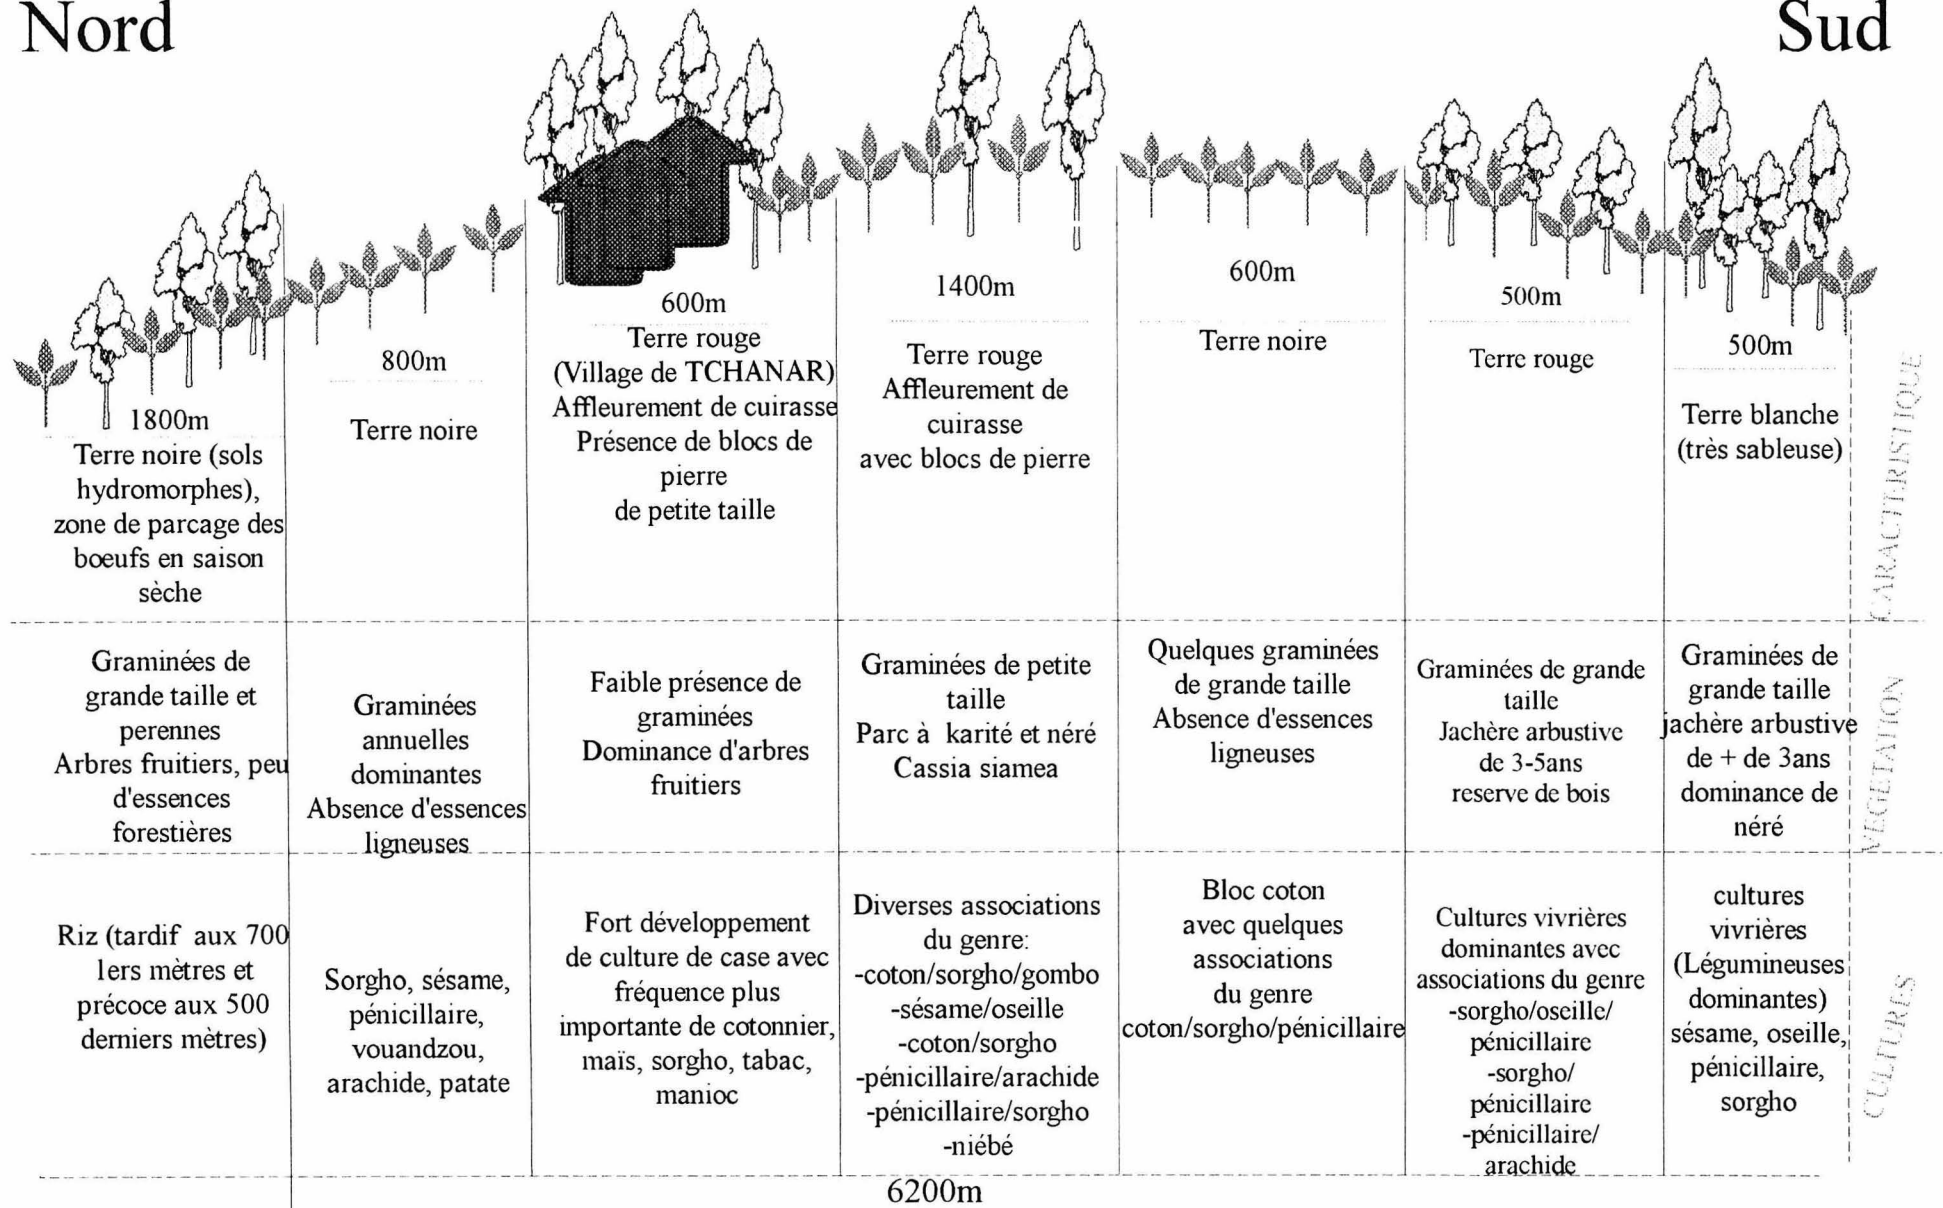 Nord
Sud
1800m
Terre noire (sols
hydromorphes),
zone de parcage des
boeufs en saison
sèche
800m
Terre noire
600m
Terre rouge
(Village de TCHANAR)
Affleurement de cuirasse
Présence de blocs de
pierre
de petite taille
1400m
Terre rouge
Affleurement de
cuirasse
avec blocs de pierre
600m
Terre noire
500m
Terre rouge
500m
Terre blanche
(très sableuse)
CARACTERISTIQUE
Graminées de
grande taille et
perennes
Arbres fruitiers, peu
d'essences
forestières
Graminées
annuelles
dominantes
Absence d'essences
ligneuses
Faible présence de
graminées
Dominance d'arbres
fruitiers
Graminées de petite
taille
Parc à karité et néré
Cassia siamea
Quelques graminées
de grande taille
Absence d'essences
ligneuses
Graminées de grande
taille
Jachère arbustive
de 3-5ans
reserve de bois
Graminées de
grande taille
jachère arbustive
de + de 3ans
dominance de
néré
VEGETATION
Riz (tardif aux 700
1ers mètres et
précoce aux 500
derniers mètres)
Sorgho, sésame,
pénicillaire,
vouandzou,
arachide, patate
Fort développement
de culture de case avec
fréquence plus
importante de cotonnier,
maïs, sorgho, tabac,
manioc
Diverses associations
du genre:
-coton/sorgho/gombo
-sésame/oseille
-coton/sorgho
-pénicillaire/arachide
-pénicillaire/sorgho
-niébé
Bloc coton
avec quelques
associations
du genre
coton/sorgho/pénicillaire
Cultures vivrières
dominantes avec
associations du genre
-sorgho/oseille/
pénicillaire
-sorgho/
pénicillaire
-pénicillaire/
arachide
cultures
vivrières
(Légumineuses
dominantes)
sésame, oseille,
pénicillaire,
sorgho
CULTURES
6200m